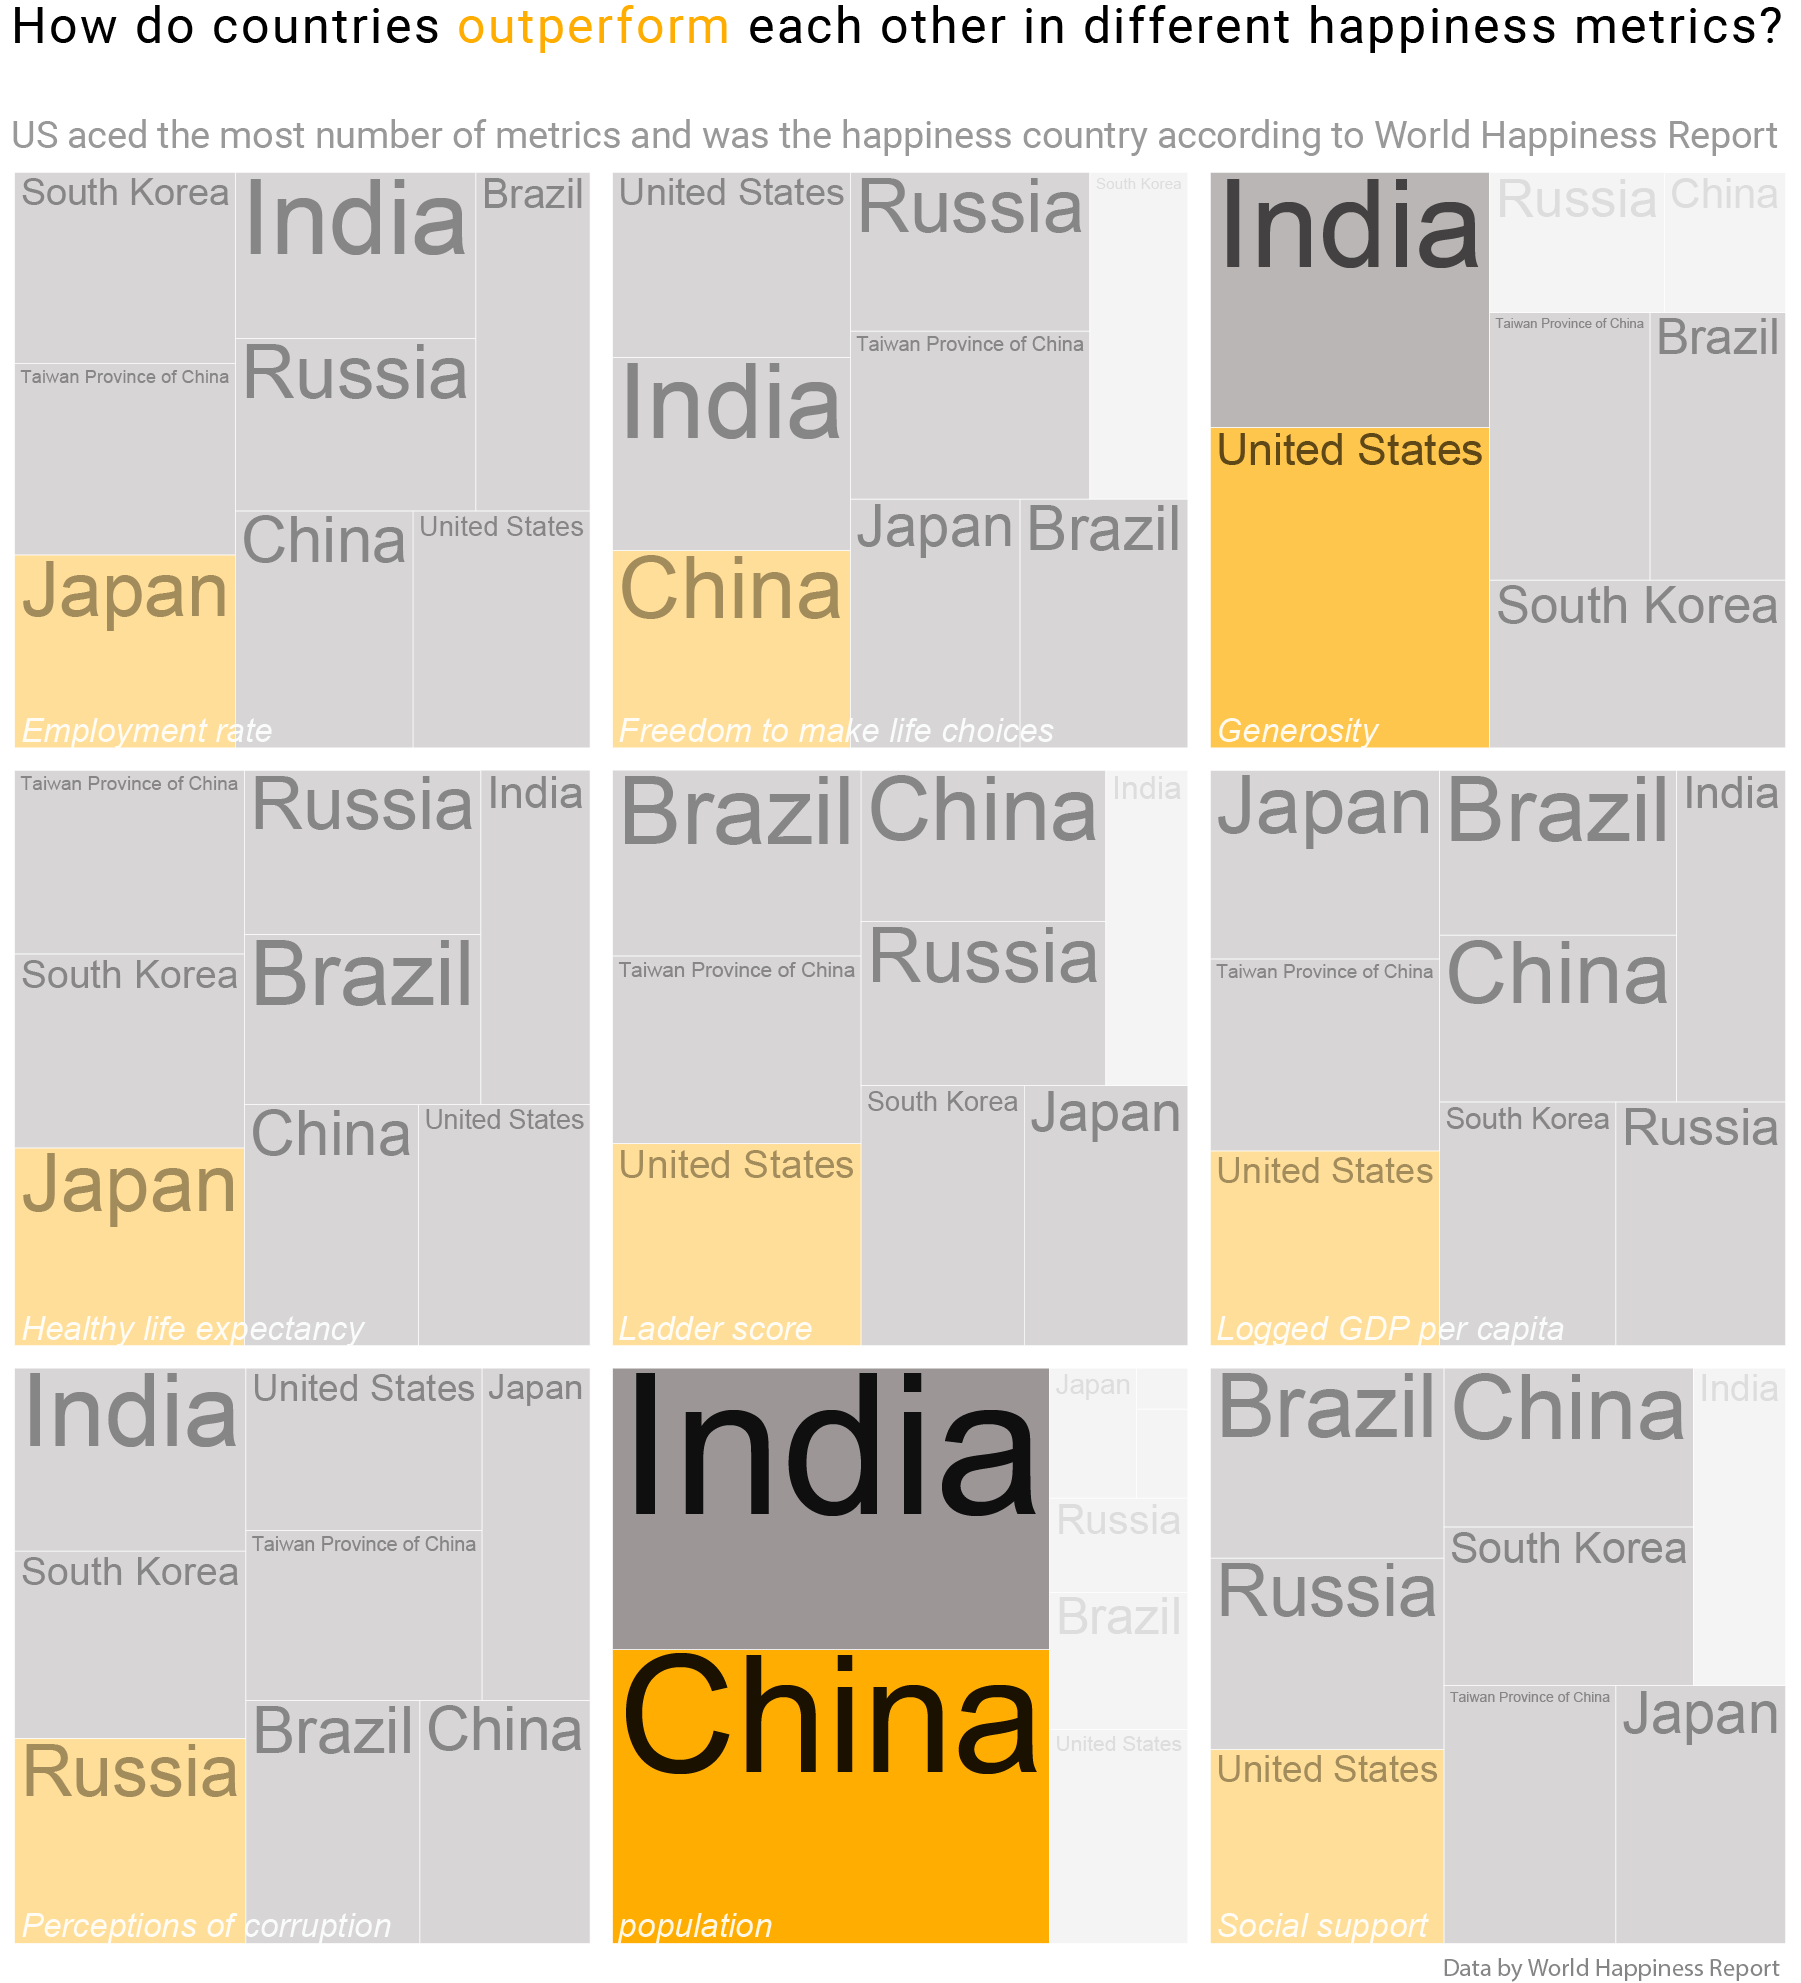 How do countries outperform each other in different happiness metrics?
US aced the most number of metrics and was the happiness country according to World Happiness Report
South Korea
India
Brazil
Taiwan Province of China
Russia
Japan
China
United States
Employment rate
United States
Russia
South Korea
India
Taiwan Province of China
China
Japan
Brazil
Freedom to make life choices
India
Russia
China
Taiwan Province of China
Brazil
United States
South Korea
Generosity
Taiwan Province of China
Russia
India
South Korea
Brazil
Japan
China
United States
Healthy life expectancy
Brazil
China
India
Taiwan Province of China
Russia
United States
South Korea
Japan
Ladder score
Japan
Brazil
India
Taiwan Province of China
China
United States
South Korea
Russia
Logged GDP per capita
India
United States
Japan
South Korea
Taiwan Province of China
Russia
Brazil
China
Perceptions of corruption
India
Japan
Russia
Brazil
China
United States
population
Brazil
China
India
Russia
South Korea
United States
Taiwan Province of China
Japan
Social support
Data by World Happiness Report